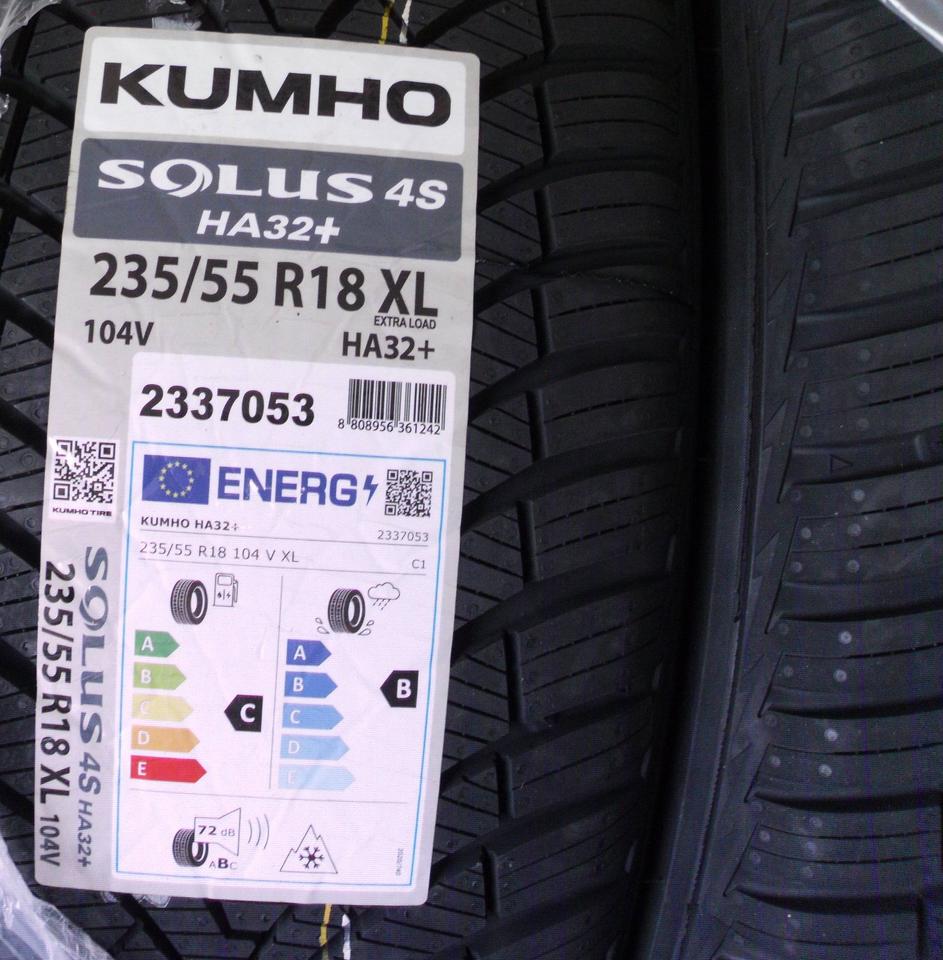 KUMHO
SOLUS 4S
HA32+
235/55 R18 XL
EXTRA LOAD
104V
HA32+
2337053
8 808956 361242
ENERG
KUMHO TIRE
KUMHO HA32+
2337053
235/55 R18 104 V XL
C1
A
B
C
D
E
C
A
B
C
D
E
B
72 dB
ABC
2020/740
SOLUS 4S HA32+
235/55 R18 XL 104V